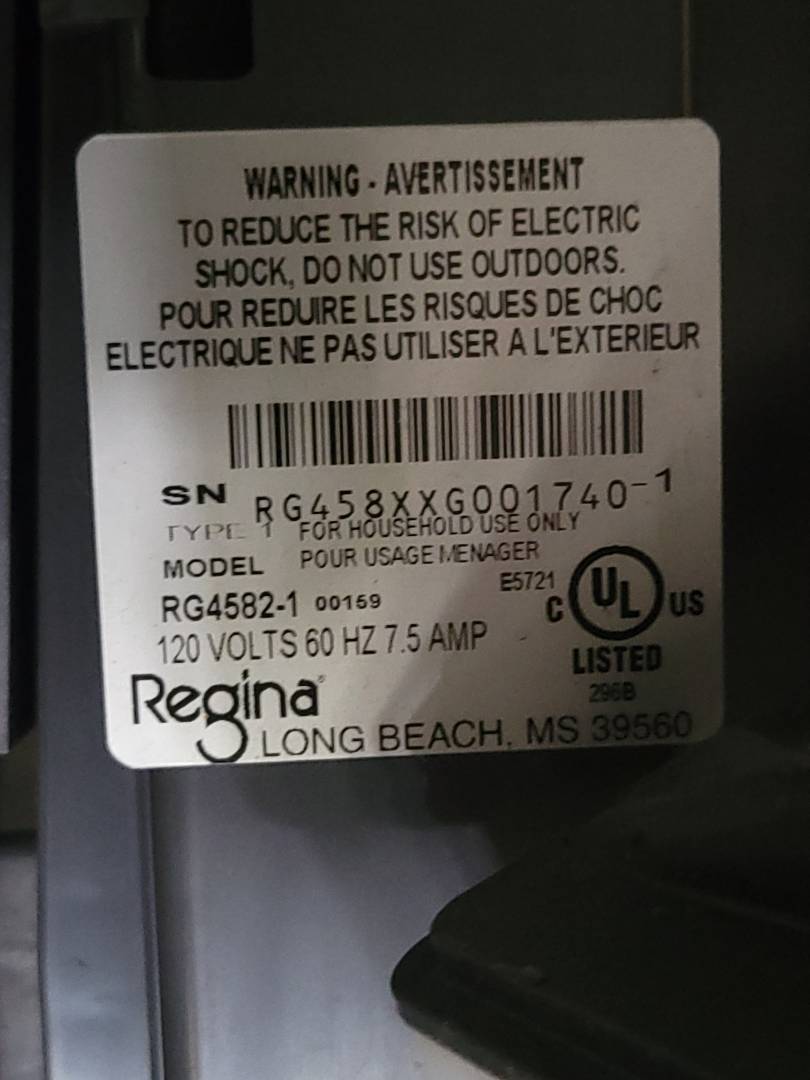 WARNING - AVERTISSEMENT
TO REDUCE THE RISK OF ELECTRIC
SHOCK, DO NOT USE OUTDOORS.
POUR REDUIRE LES RISQUES DE CHOC
ELECTRIQUE NE PAS UTILISER A L'EXTERIEUR
SN RG458XXG001740-1
TYPE 1 FOR HOUSEHOLD USE ONLY
MODEL POUR USAGE MENAGER
RG4582-1 00159 E5721
120 VOLTS 60 HZ 7.5 AMP
C UL US
LISTED
296B
Regina
LONG BEACH, MS 39560